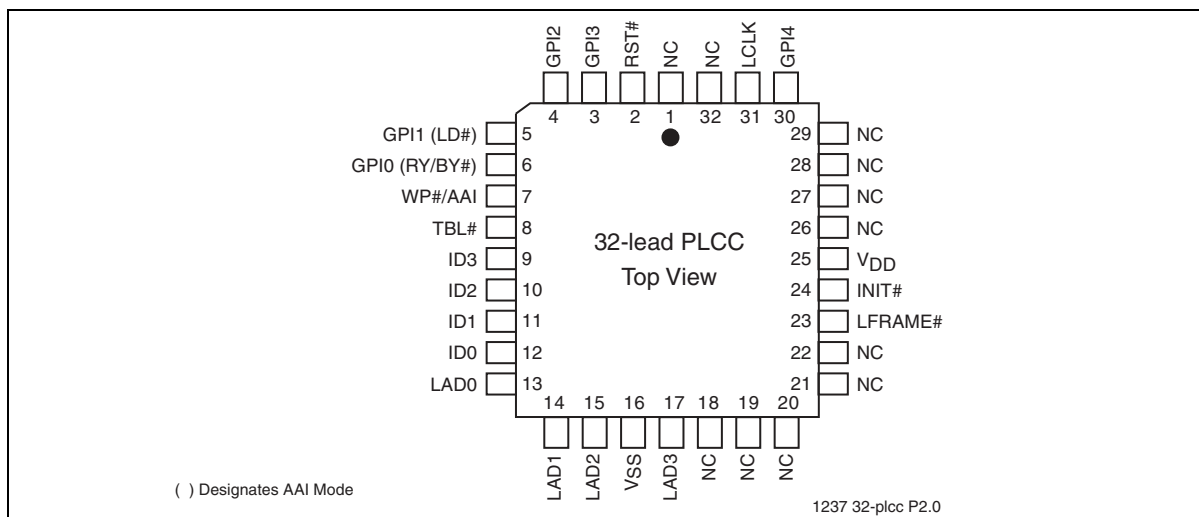 GPI2
GPI3
RST#
NC
NC
LCLK
GPI4
4
3
2
1
32
31
30
GPI1 (LD#)
5
29
NC
GPI0 (RY/BY#)
6
28
NC
WP#/AAI
7
27
NC
TBL#
8
26
NC
32-lead PLCC
Top View
ID3
9
25
VDD
ID2
10
24
INIT#
ID1
11
23
LFRAME#
ID0
12
22
NC
LAD0
13
21
NC
14
15
16
17
18
19
20
LAD1
LAD2
VSS
LAD3
NC
NC
NC
( ) Designates AAI Mode
1237 32-plcc P2.0